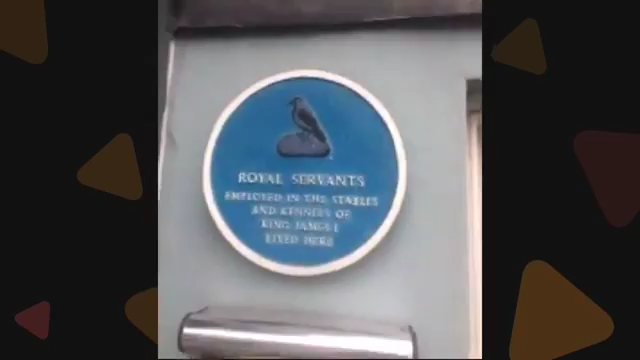 ROYAL SERVANTS
EMPLOYED IN THE STABLES
AND KENNELS OF
KING JAMES I
LIVED HERE